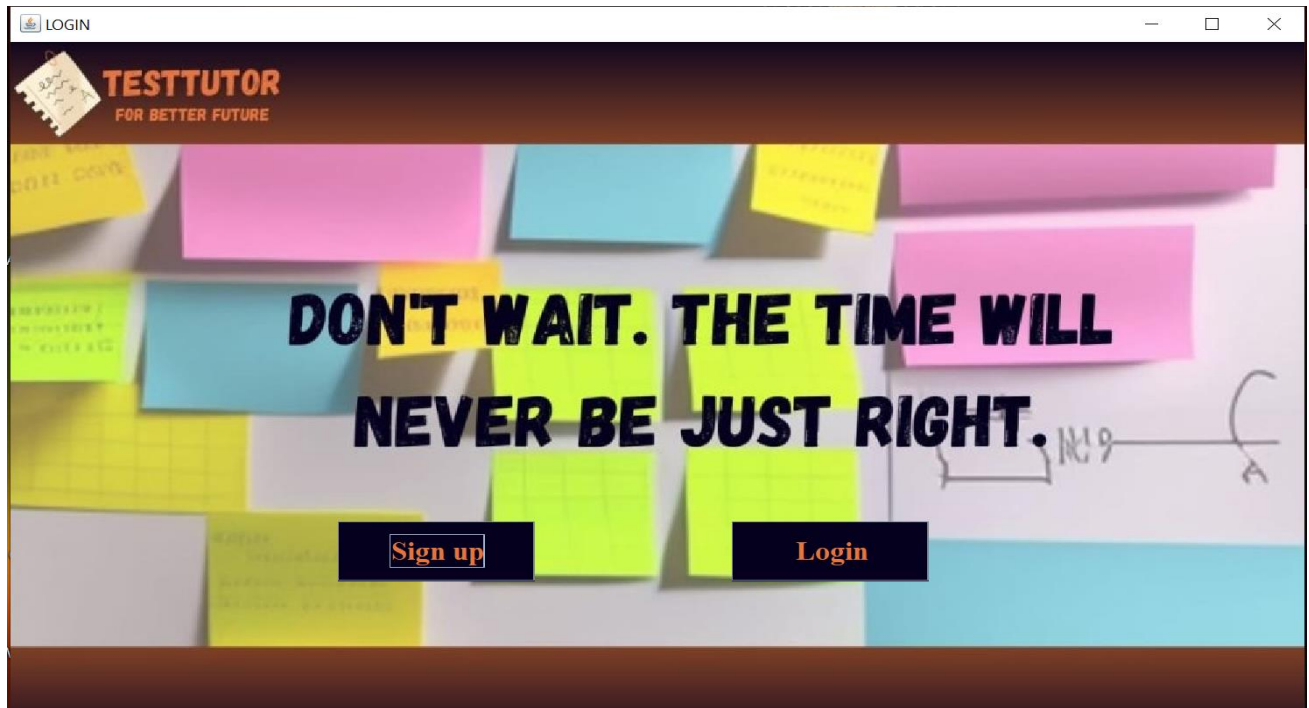 LOGIN
TESTTUTOR
FOR BETTER FUTURE
DON'T WAIT. THE TIME WILL
NEVER BE JUST RIGHT.
Sign up
Login